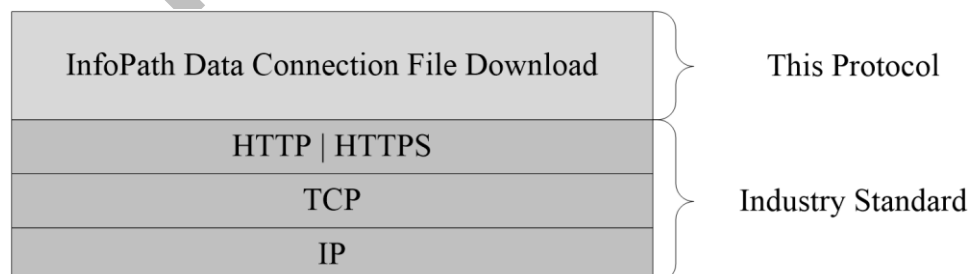 InfoPath Data Connection File Download
This Protocol
HTTP | HTTPS
TCP
Industry Standard
IP